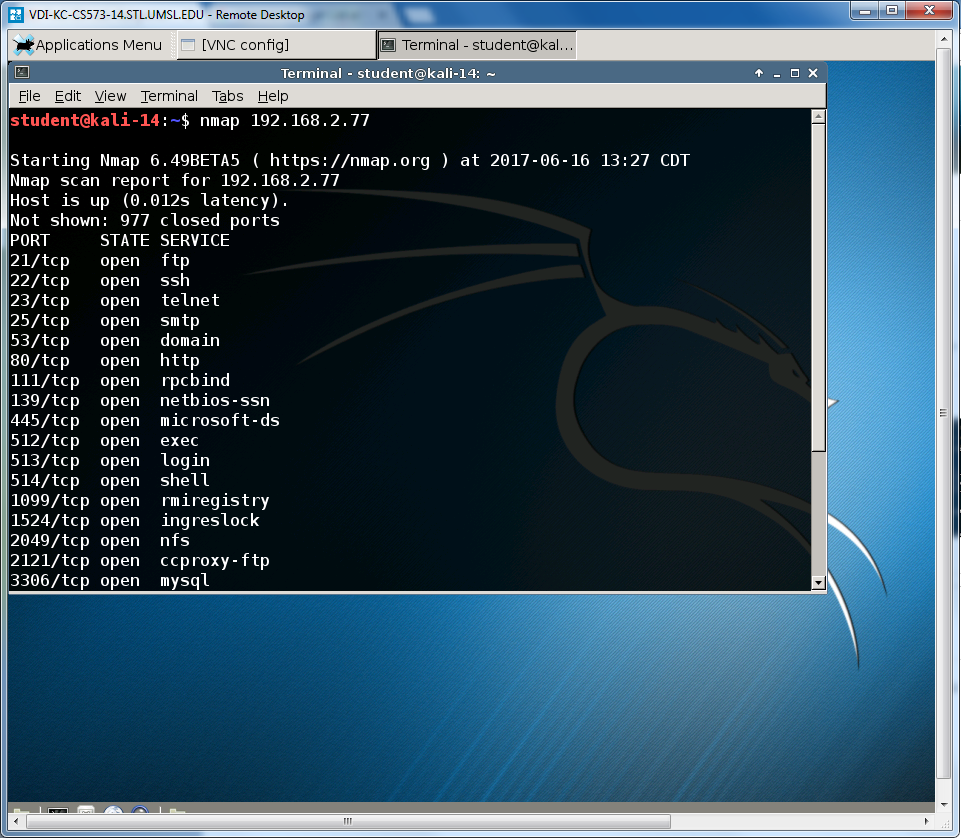 VDI-KC-CS573-14.STL.UMSL.EDU - Remote Desktop
Applications Menu [VNC config] Terminal - student@kal...
Terminal - student@kali-14: ~
File Edit View Terminal Tabs Help
student@kali-14:~$ nmap 192.168.2.77
Starting Nmap 6.49BETA5 ( https://nmap.org ) at 2017-06-16 13:27 CDT
Nmap scan report for 192.168.2.77
Host is up (0.012s latency).
Not shown: 977 closed ports
PORT     STATE SERVICE
21/tcp   open  ftp
22/tcp   open  ssh
23/tcp   open  telnet
25/tcp   open  smtp
53/tcp   open  domain
80/tcp   open  http
111/tcp  open  rpcbind
139/tcp  open  netbios-ssn
445/tcp  open  microsoft-ds
512/tcp  open  exec
513/tcp  open  login
514/tcp  open  shell
1099/tcp open  rmiregistry
1524/tcp open  ingreslock
2049/tcp open  nfs
2121/tcp open  ccproxy-ftp
3306/tcp open  mysql